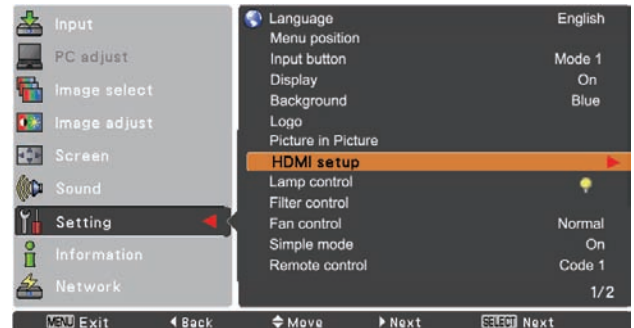 Input
PC adjust
Image select
Image adjust
Screen
Sound
Setting
Information
Network
Language English
Menu position
Input button Mode 1
Display On
Background Blue
Logo
Picture in Picture
HDMI setup
Lamp control
Filter control
Fan control Normal
Simple mode On
Remote control Code 1
1/2
MENU Exit Back Move Next SELECT Next